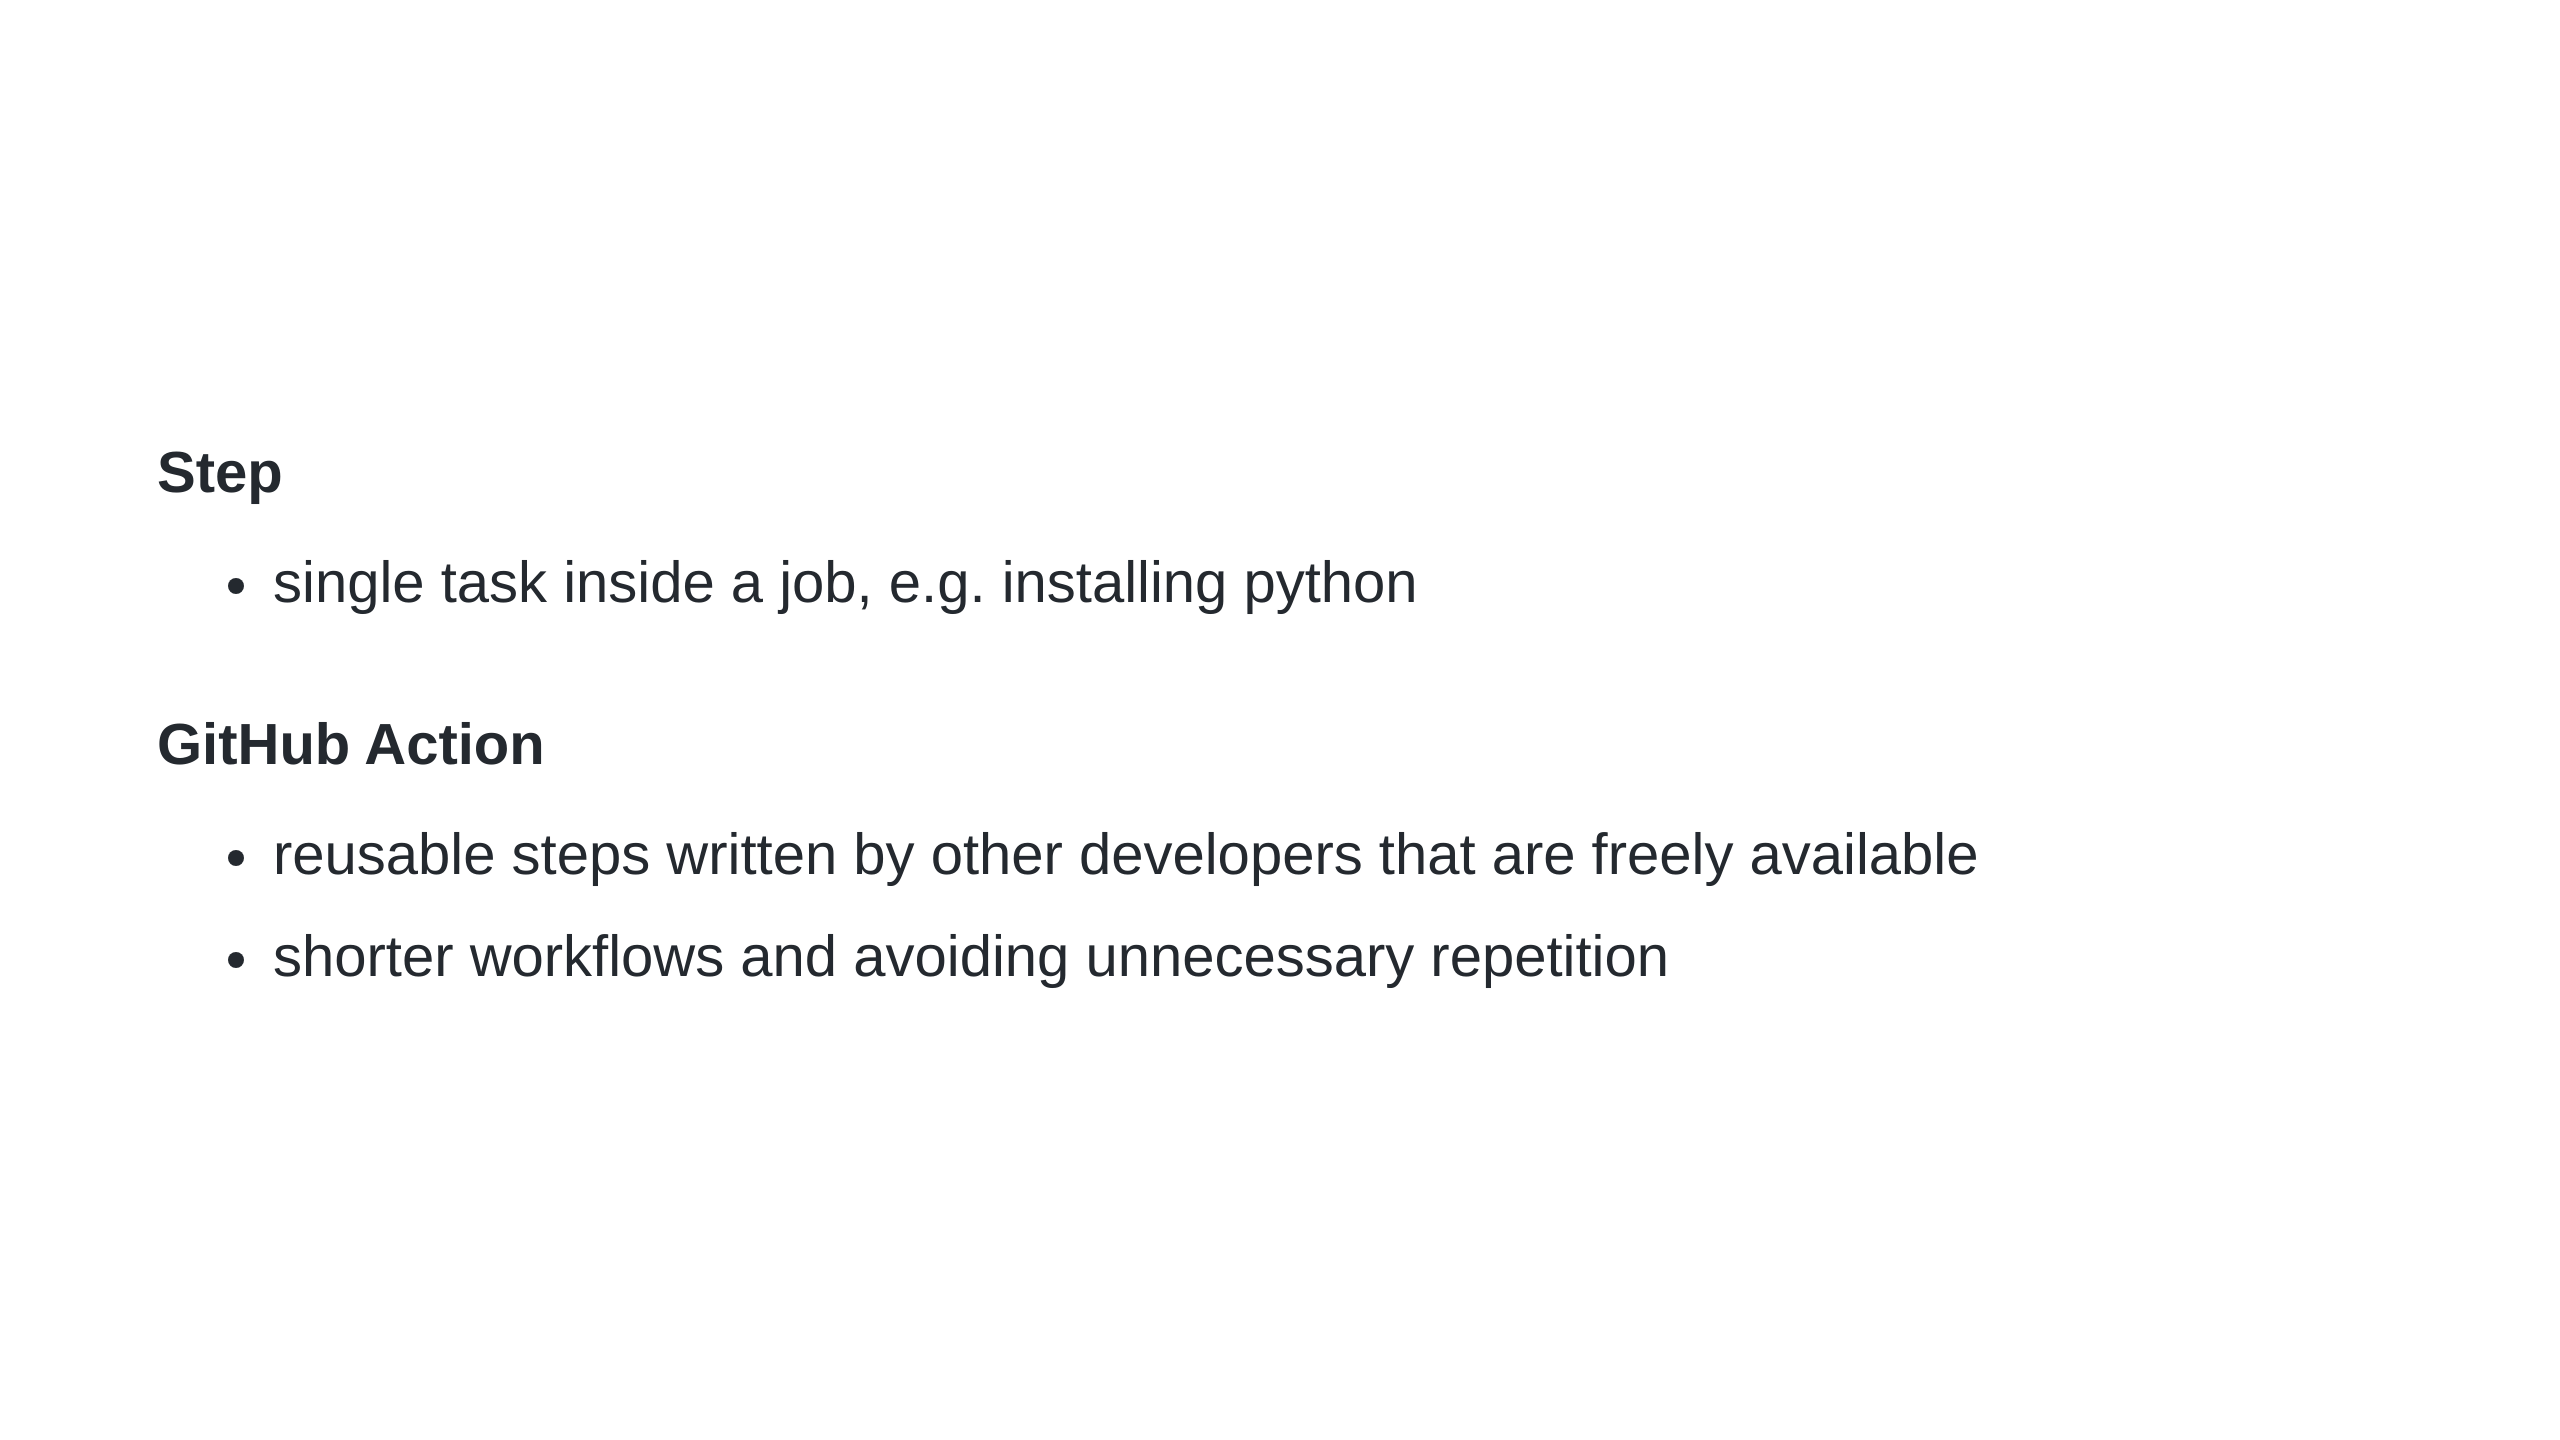 Step
• single task inside a job, e.g. installing python
GitHub Action
• reusable steps written by other developers that are freely available
• shorter workflows and avoiding unnecessary repetition